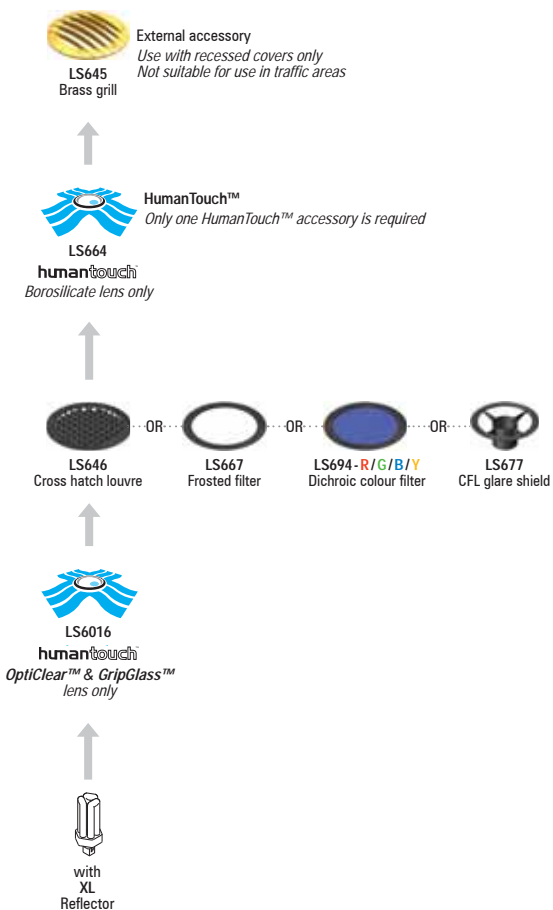 External accessory
Use with recessed covers only
Not suitable for use in traffic areas
LS645
Brass grill
HumanTouch™
Only one HumanTouch™ accessory is required
LS664
humantouch
Borosilicate lens only
OR
OR
OR
LS646
Cross hatch louvre
LS667
Frosted filter
LS694-R/G/B/Y
Dichroic colour filter
LS677
CFL glare shield
LS6016
humantouch
OptiClear™ & GripGlass™
lens only
with
XL
Reflector